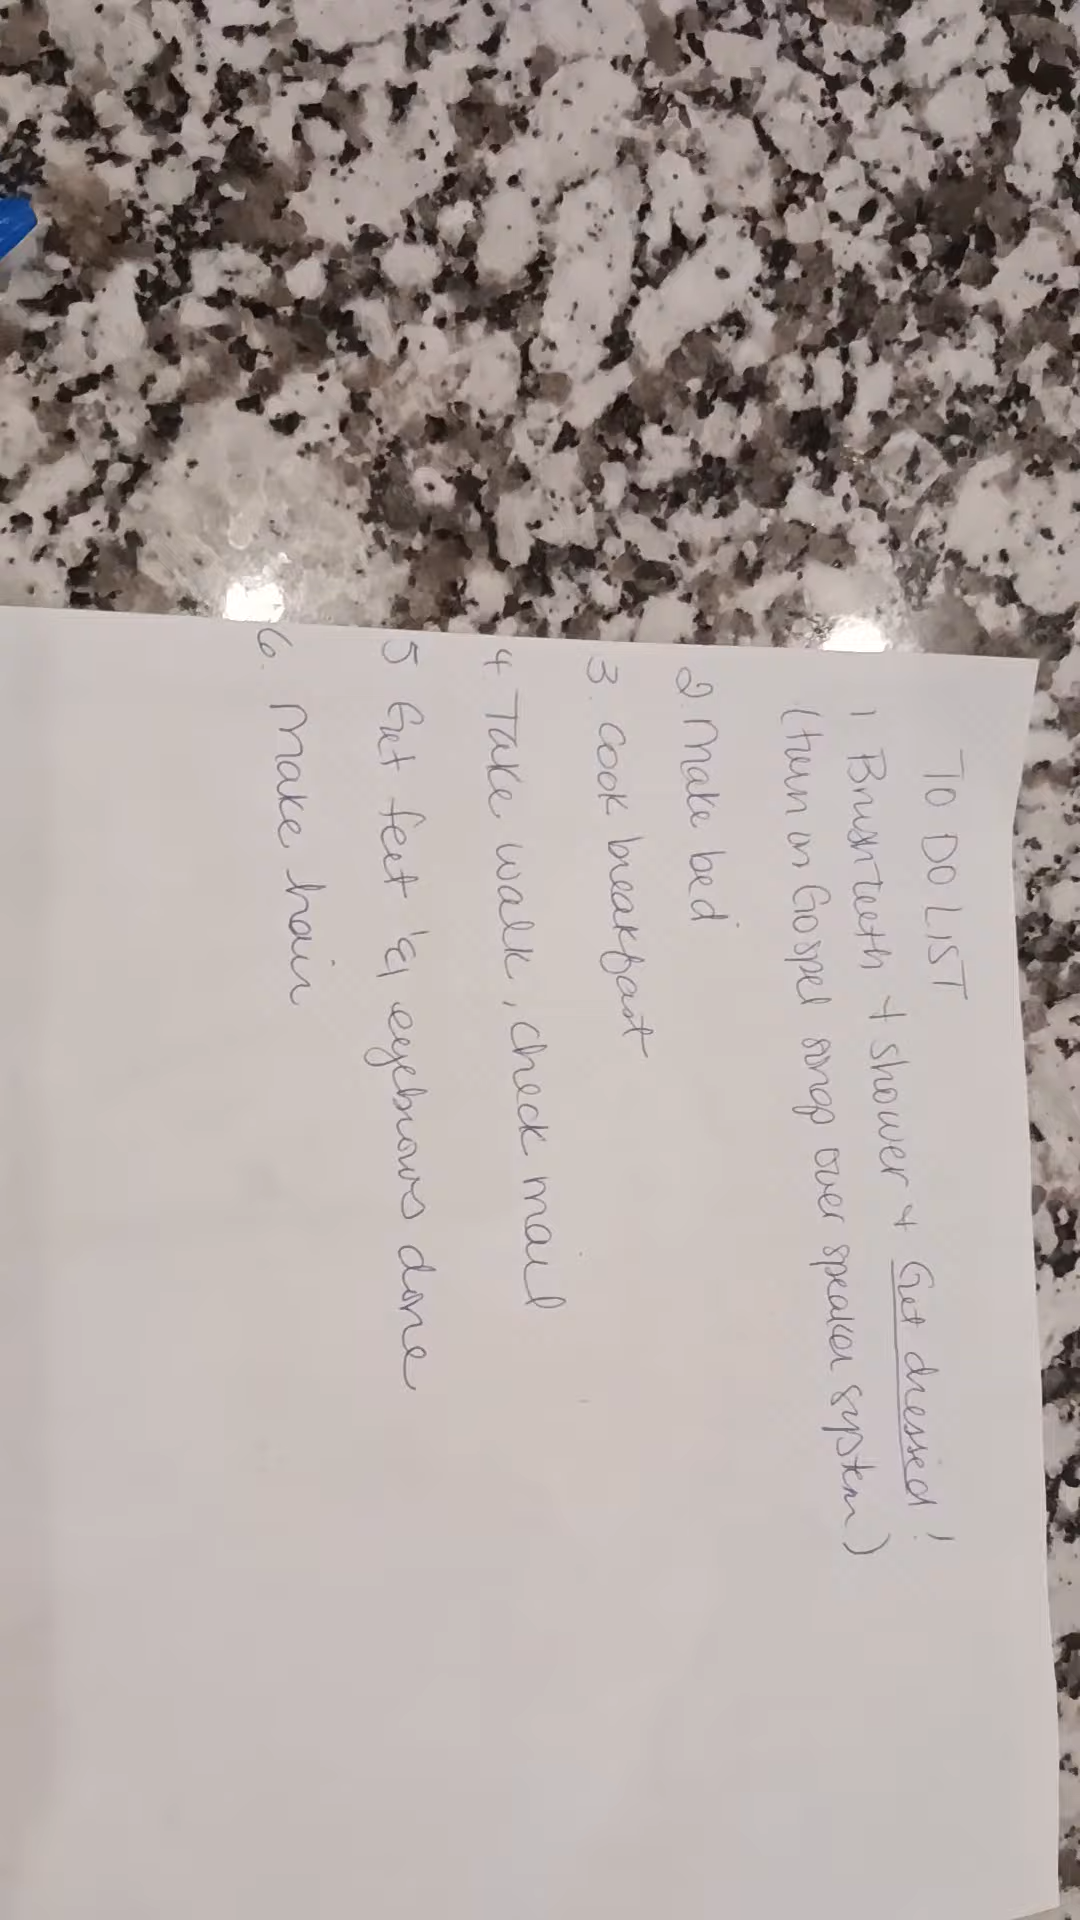 TO DO LIST
1 Brush teeth + shower + Get dressed!
(turn on Gospel songs over speaker system)
2. Make bed
3. cook breakfast
4. Take walk, check mail
5 Get feet & eyebrows done
6. Make hair